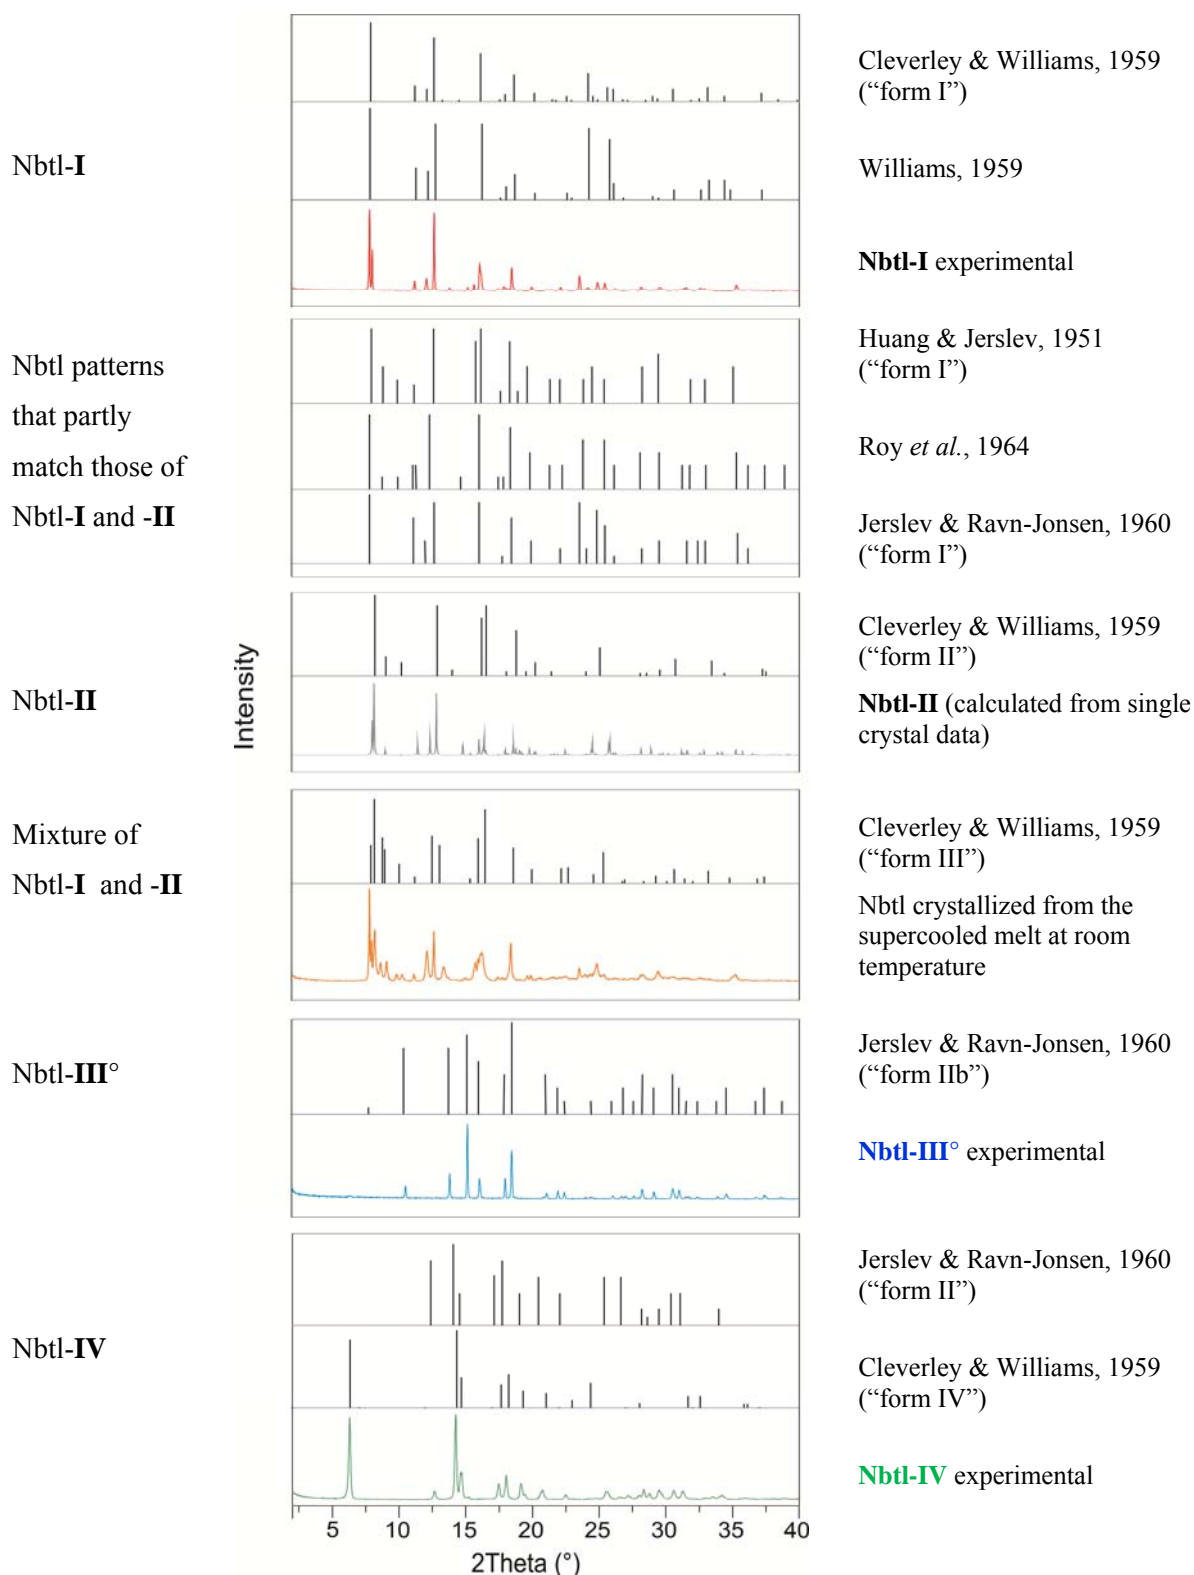 Cleverley & Williams, 1959
(“form I”)
Nbtl-I
Williams, 1959
Nbtl-I experimental
Nbtl patterns
that partly
match those of
Nbtl-I and -II
Huang & Jerslev, 1951
(“form I”)
Roy et al., 1964
Jerslev & Ravn-Jonsen, 1960
(“form I”)
Intensity
Nbtl-II
Cleverley & Williams, 1959
(“form II”)
Nbtl-II (calculated from single
crystal data)
Mixture of
Nbtl-I and -II
Cleverley & Williams, 1959
(“form III”)
Nbtl crystallized from the
supercooled melt at room
temperature
Nbtl-III°
Jerslev & Ravn-Jonsen, 1960
(“form IIb”)
Nbtl-III° experimental
Nbtl-IV
Jerslev & Ravn-Jonsen, 1960
(“form II”)
Cleverley & Williams, 1959
(“form IV”)
Nbtl-IV experimental
5 10 15 20 25 30 35 40
2Theta (°)